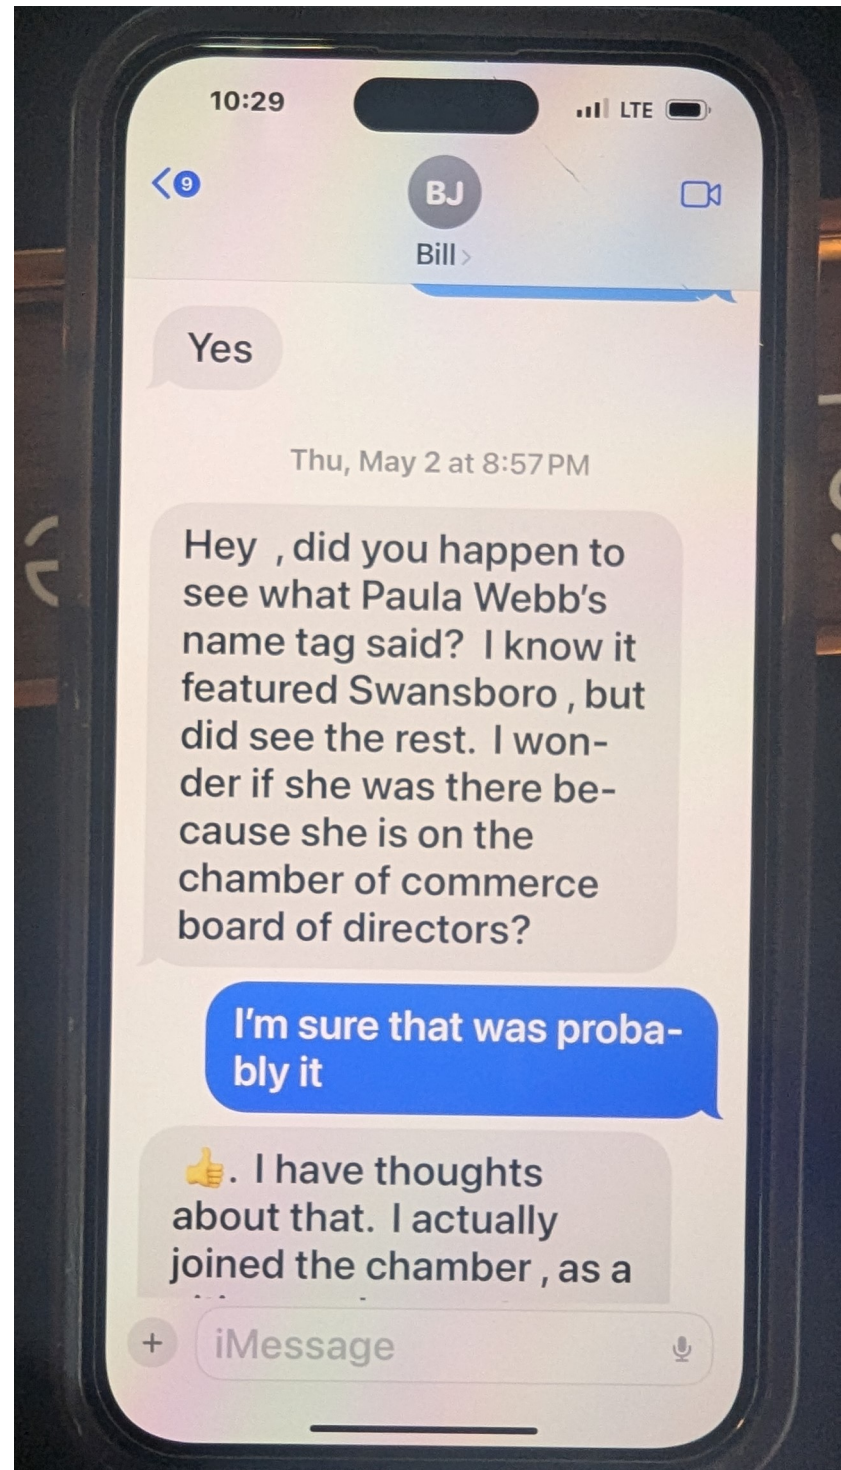 10:29
LTE
9
BJ
Bill
Yes
Thu, May 2 at 8:57 PM
Hey , did you happen to
see what Paula Webb's
name tag said? I know it
featured Swansboro , but
did see the rest. I won-
der if she was there be-
cause she is on the
chamber of commerce
board of directors?
I'm sure that was proba-
bly it
👍. I have thoughts
about that. I actually
joined the chamber , as a
iMessage